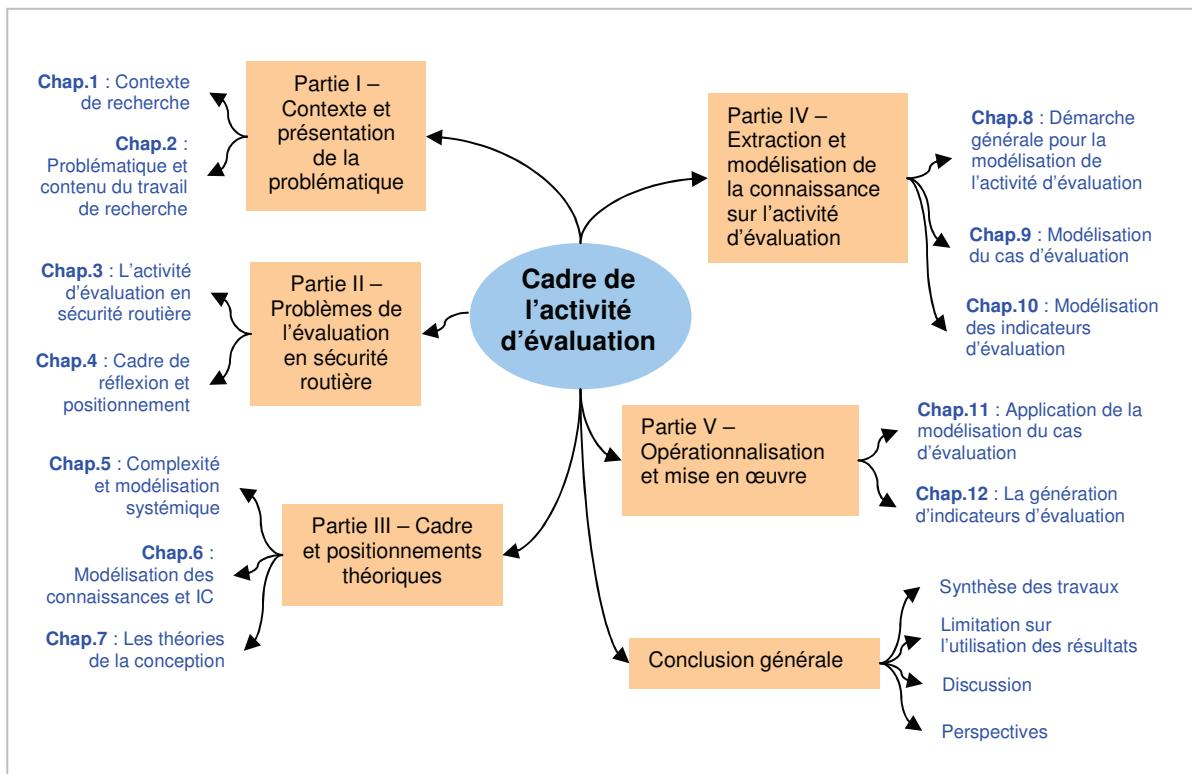 Chap.1 : Contexte
de recherche
Chap.2 :
Problématique et
contenu du travail
de recherche
Partie I –
Contexte et
présentation
de la
problématique
Chap.3 : L'activité
d'évaluation en
sécurité routière
Chap.4 : Cadre de
réflexion et
positionnement
Partie II –
Problèmes de
l'évaluation
en sécurité
routière
Chap.5 : Complexité
et modélisation
systémique
Chap.6 :
Modélisation des
connaissances et IC
Chap.7 : Les théories
de la conception
Partie III – Cadre
et positionnements
théoriques
Cadre de
l'activité
d'évaluation
Partie IV –
Extraction et
modélisation de
la connaissance
sur l'activité
d'évaluation
Chap.8 : Démarche
générale pour la
modélisation de
l'activité d'évaluation
Chap.9 : Modélisation
du cas d'évaluation
Chap.10 : Modélisation
des indicateurs
d'évaluation
Partie V –
Opérationnalisation
et mise en œuvre
Chap.11 : Application de la
modélisation du cas
d'évaluation
Chap.12 : La génération
d'indicateurs d'évaluation
Conclusion générale
Synthèse des travaux
Limitation sur
l'utilisation des résultats
Discussion
Perspectives